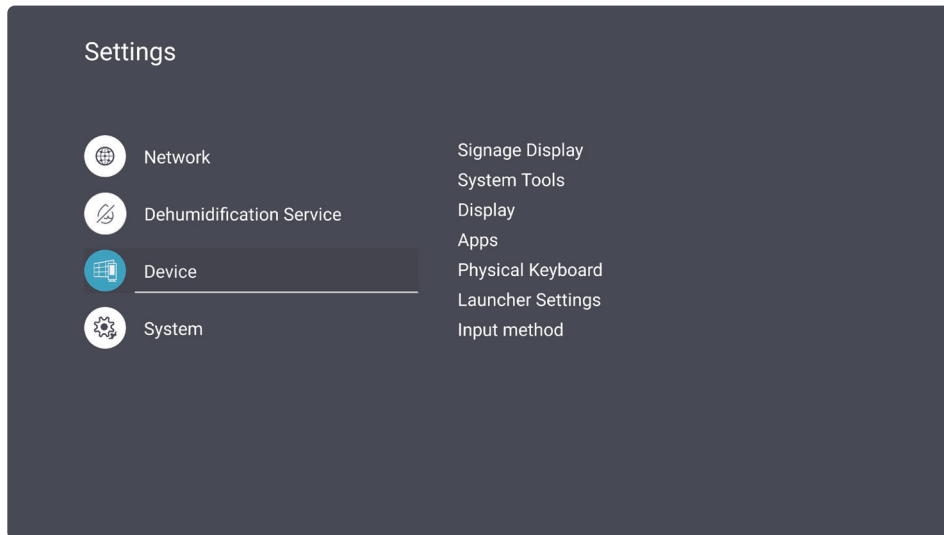 Settings
Network
Dehumidification Service
Device
System
Signage Display
System Tools
Display
Apps
Physical Keyboard
Launcher Settings
Input method